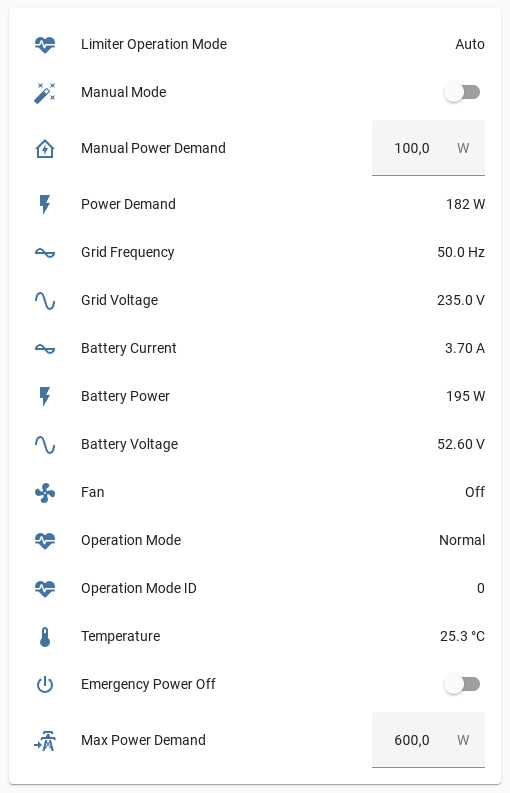 Limiter Operation Mode Auto
Manual Mode
Manual Power Demand 100,0 W
Power Demand 182 W
Grid Frequency 50.0 Hz
Grid Voltage 235.0 V
Battery Current 3.70 A
Battery Power 195 W
Battery Voltage 52.60 V
Fan Off
Operation Mode Normal
Operation Mode ID 0
Temperature 25.3 °C
Emergency Power Off
Max Power Demand 600,0 W